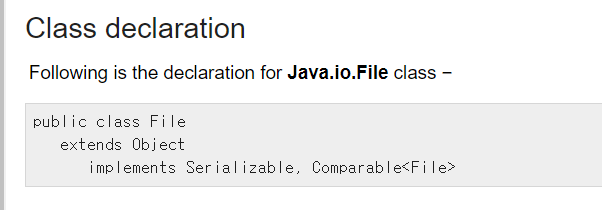 Class declaration
Following is the declaration for Java.io.File class −
public class File
extends Object
implements Serializable, Comparable<File>